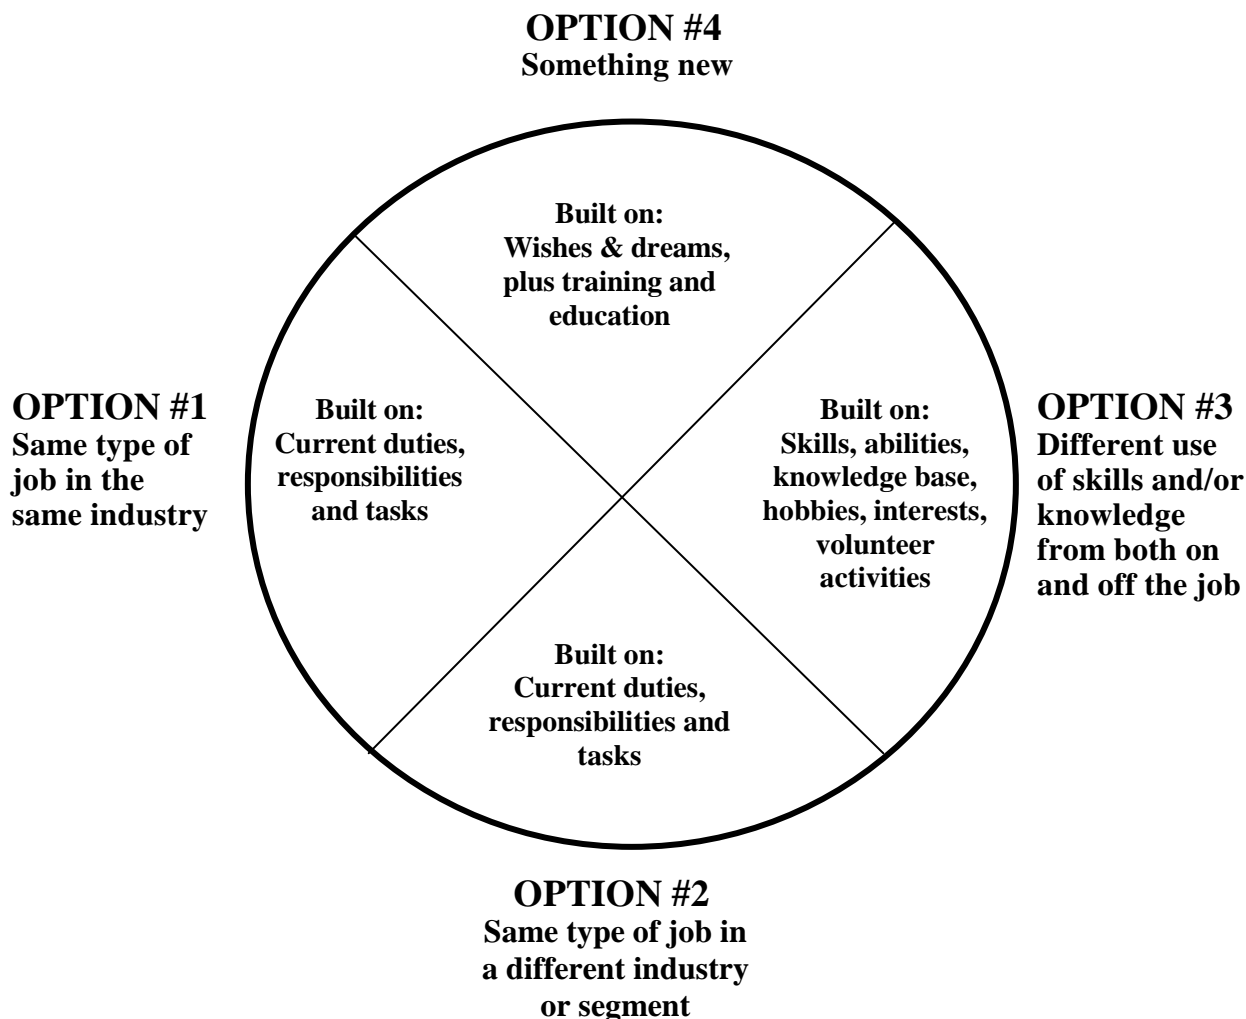 OPTION #4
Something new
Built on:
Wishes & dreams,
plus training and
education
OPTION #1
Same type of
job in the
same industry
Built on:
Current duties,
responsibilities
and tasks
Built on:
Skills, abilities,
knowledge base,
hobbies, interests,
volunteer
activities
OPTION #3
Different use
of skills and/or
knowledge
from both on
and off the job
Built on:
Current duties,
responsibilities and
tasks
OPTION #2
Same type of job in
a different industry
or segment